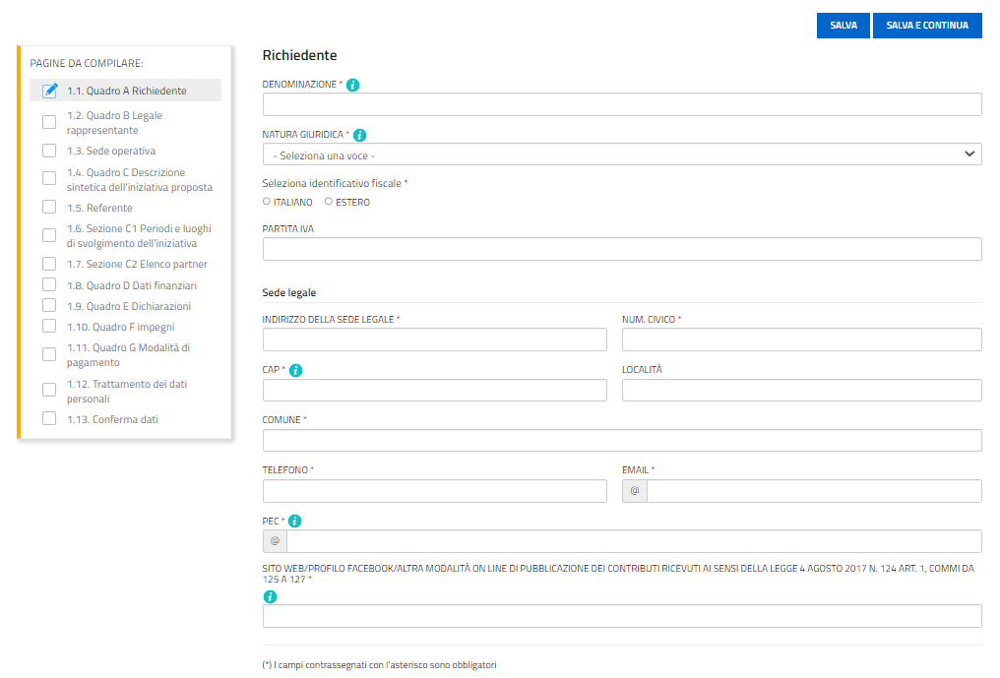 SALVA
SALVA E CONTINUA
PAGINE DA COMPILARE:
1.1. Quadro A Richiedente
1.2. Quadro B Legale
rappresentante
1.3. Sede operativa
1.4. Quadro C Descrizione
sintetica dell'iniziativa proposta
1.5. Referente
1.6. Sezione C1 Periodi e luoghi
di svolgimento dell'iniziativa
1.7. Sezione C2 Elenco partner
1.8. Quadro D Dati finanziari
1.9. Quadro E Dichiarazioni
1.10. Quadro F impegni
1.11. Quadro G Modalità di
pagamento
1.12. Trattamento dei dati
personali
1.13. Conferma dati
Richiedente
DENOMINAZIONE * i
NATURA GIURIDICA * i
- Seleziona una voce -
Seleziona identificativo fiscale *
ITALIANO ESTERO
PARTITA IVA
Sede legale
INDIRIZZO DELLA SEDE LEGALE * NUM. CIVICO *
CAP * i LOCALITÀ
COMUNE *
TELEFONO * EMAIL *
@
PEC * i
@
SITO WEB/PROFILO FACEBOOK/ALTRA MODALITÀ ON LINE DI PUBBLICAZIONE DEI CONTRIBUTI RICEVUTI AI SENSI DELLA LEGGE 4 AGOSTO 2017 N. 124 ART. 1, COMMI DA
125 A 127 *
i
(*) I campi contrassegnati con l'asterisco sono obbligatori